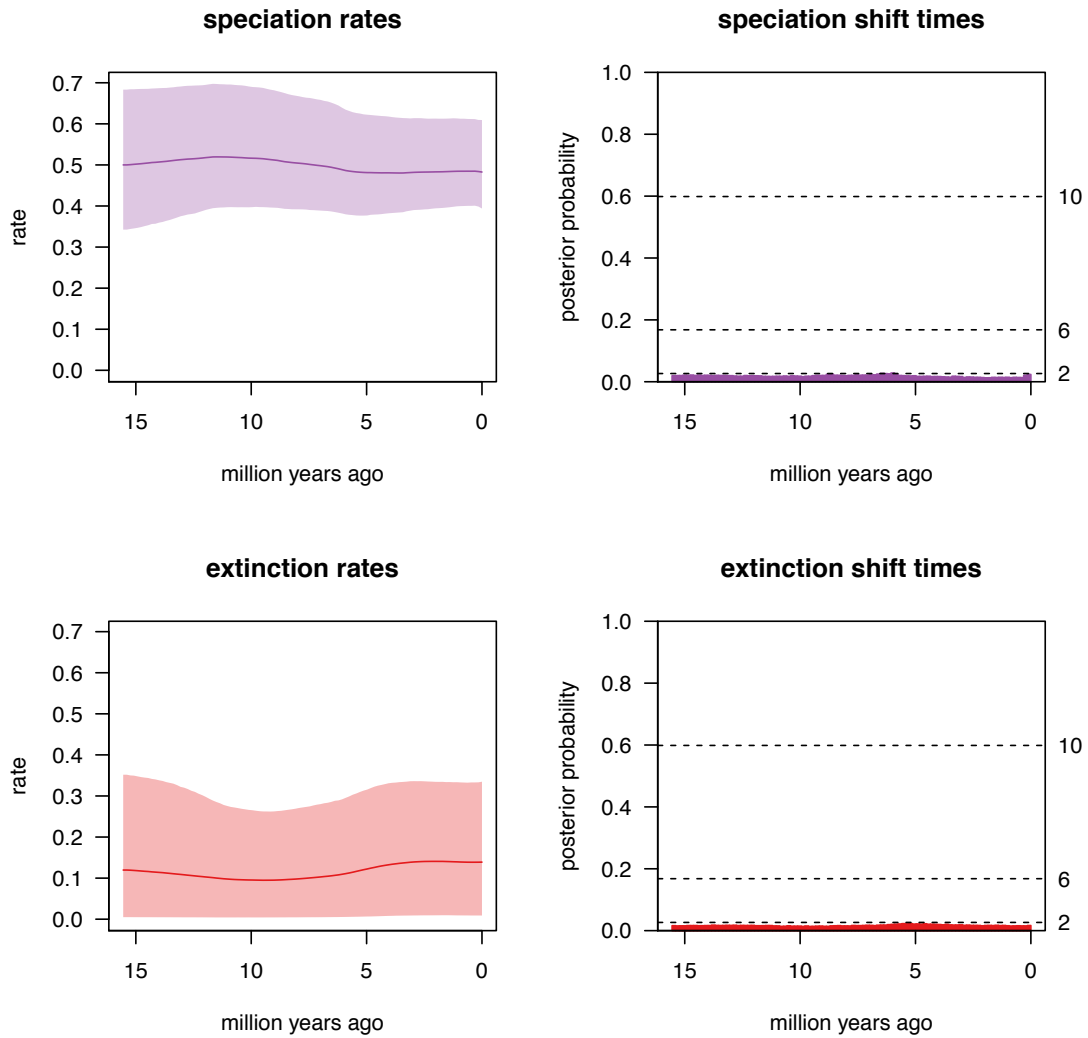 speciation rates
rate
0.7
0.6
0.5
0.4
0.3
0.2
0.1
0.0
15 10 5 0
million years ago
speciation shift times
posterior probability
1.0
0.8
0.6
0.4
0.2
0.0
10
6
2
15 10 5 0
million years ago
extinction rates
rate
0.7
0.6
0.5
0.4
0.3
0.2
0.1
0.0
15 10 5 0
million years ago
extinction shift times
posterior probability
1.0
0.8
0.6
0.4
0.2
0.0
10
6
2
15 10 5 0
million years ago